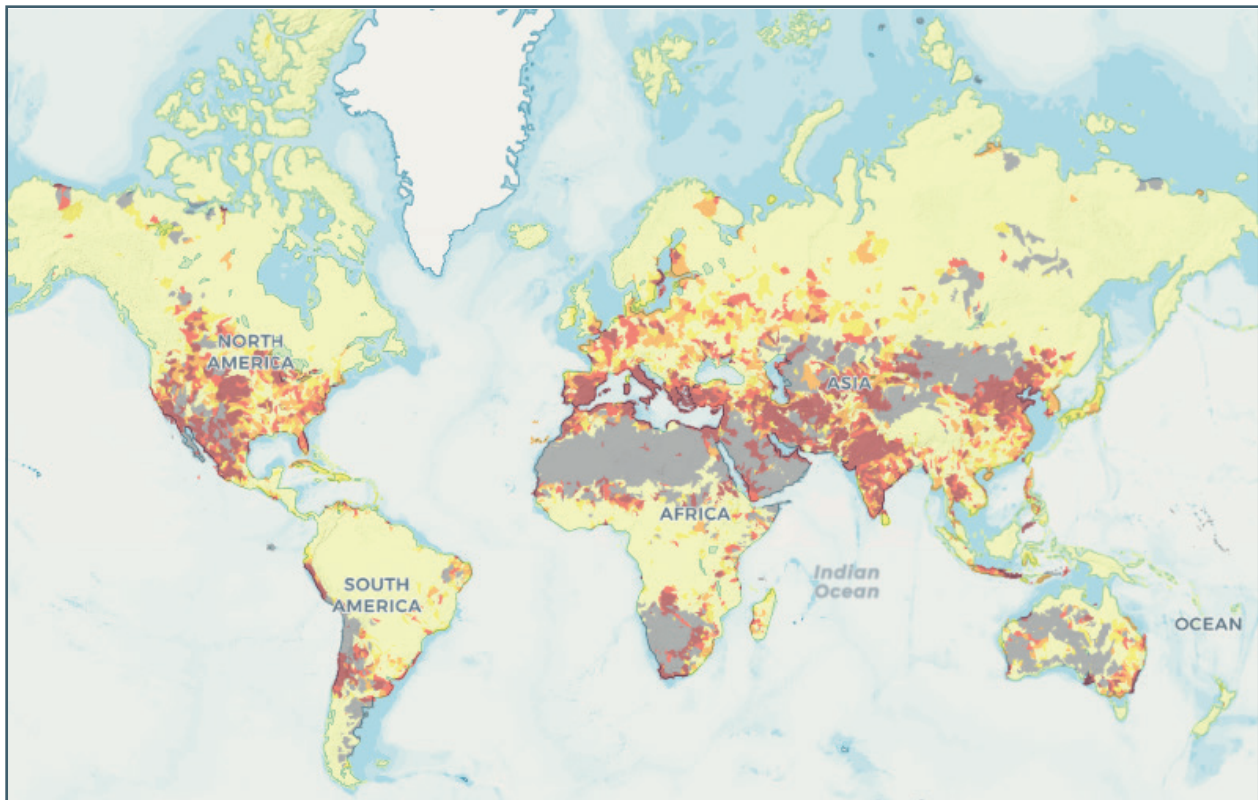 NORTH
AMERICA
ASIA
AFRICA
Indian
Ocean
SOUTH
AMERICA
OCEAN